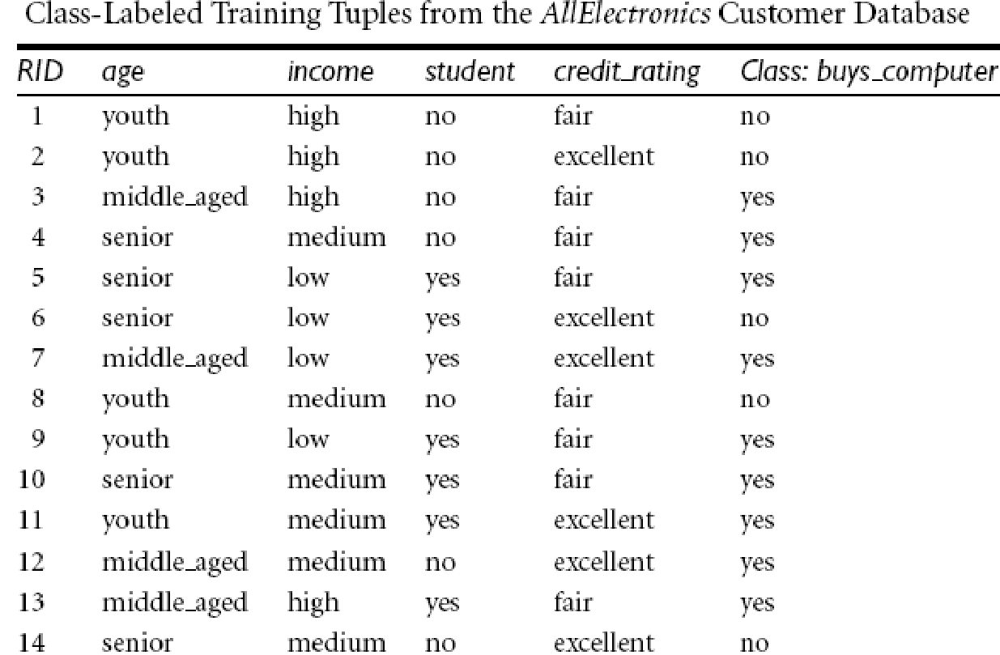 Class-Labeled Training Tuples from the AllElectronics Customer Database
RID age income student credit_rating Class: buys_computer
1 youth high no fair no
2 youth high no excellent no
3 middle_aged high no fair yes
4 senior medium no fair yes
5 senior low yes fair yes
6 senior low yes excellent no
7 middle_aged low yes excellent yes
8 youth medium no fair no
9 youth low yes fair yes
10 senior medium yes fair yes
11 youth medium yes excellent yes
12 middle_aged medium no excellent yes
13 middle_aged high yes fair yes
14 senior medium no excellent no